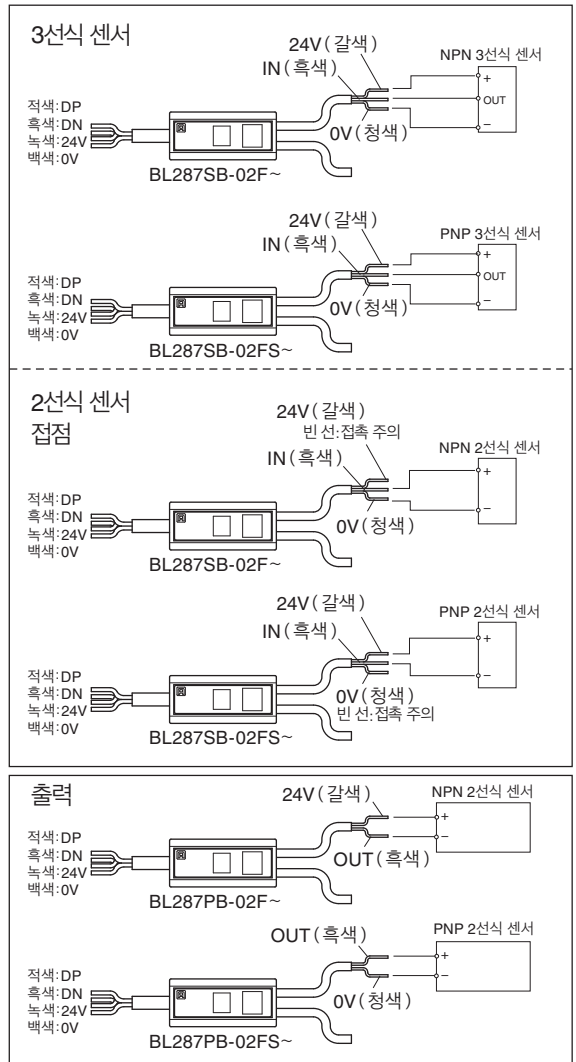 3선식 센서
24V(갈색)
IN(흑색)
NPN 3선식 센서
+
OUT
−
0V(청색)
적색:DP
흑색:DN
녹색:24V
백색:0V
BL287SB-02F~
24V(갈색)
IN(흑색)
PNP 3선식 센서
+
OUT
−
0V(청색)
적색:DP
흑색:DN
녹색:24V
백색:0V
BL287SB-02FS~
2선식 센서
접점
24V(갈색)
빈 선:접촉 주의
IN(흑색)
NPN 2선식 센서
+
−
0V(청색)
적색:DP
흑색:DN
녹색:24V
백색:0V
BL287SB-02F~
24V(갈색)
IN(흑색)
PNP 2선식 센서
+
−
0V(청색)
빈 선:접촉 주의
적색:DP
흑색:DN
녹색:24V
백색:0V
BL287SB-02FS~
출력
24V(갈색)
NPN 2선식 센서
+
−
OUT(흑색)
적색:DP
흑색:DN
녹색:24V
백색:0V
BL287PB-02F~
OUT(흑색)
PNP 2선식 센서
+
−
0V(청색)
적색:DP
흑색:DN
녹색:24V
백색:0V
BL287PB-02FS~